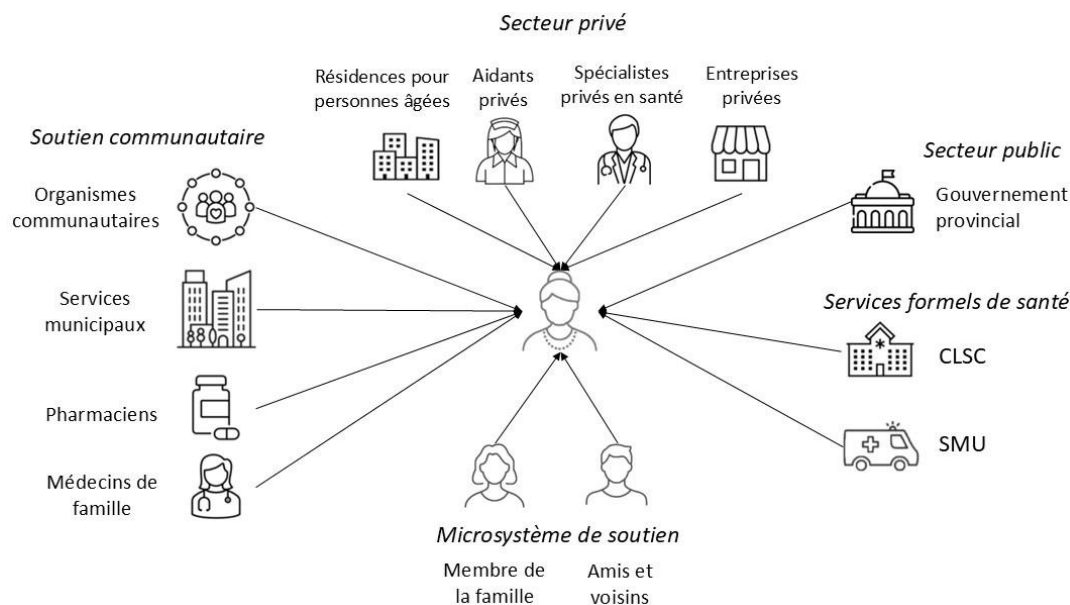 Secteur privé
Résidences pour
personnes âgées
Aidants
privés
Spécialistes
privés en santé
Entreprises
privées
Soutien communautaire
Organismes
communautaires
Services
municipaux
Pharmaciens
Médecins de
famille
Secteur public
Gouvernement
provincial
Services formels de santé
CLSC
SMU
Microsystème de soutien
Membre de
la famille
Amis et
voisins